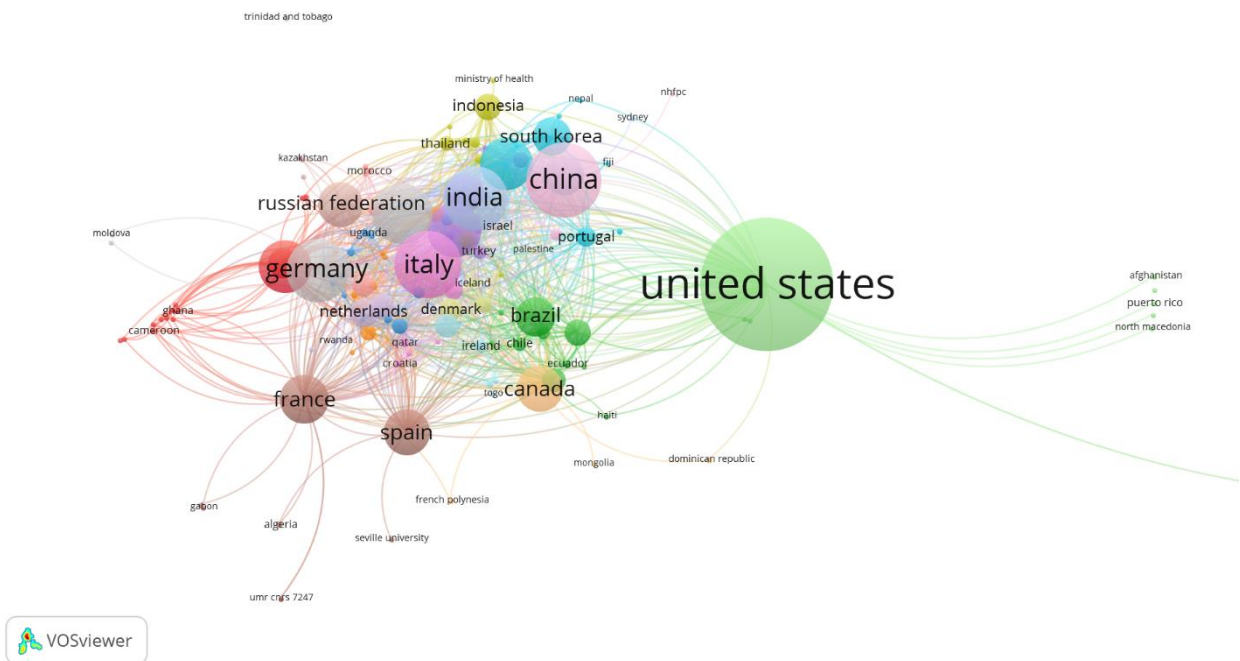 trinidad and tobago
ministry of health
indonesia
nepal
nhfpc
sydney
south korea
thailand
kazakhstan
morocco
fiji
china
india
russian federation
israel
uganda
moldova
portugal
turkey
palestine
germany
italy
united states
afghanistan
iceland
puerto rico
ghana
netherlands
denmark
brazil
north macedonia
cameroon
rwanda
qatar
ireland
chile
croatia
ecuador
togo
canada
france
haiti
spain
mongolia
dominican republic
french polynesia
gabon
algeria
seville university
umr cnrs 7247
VOSviewer